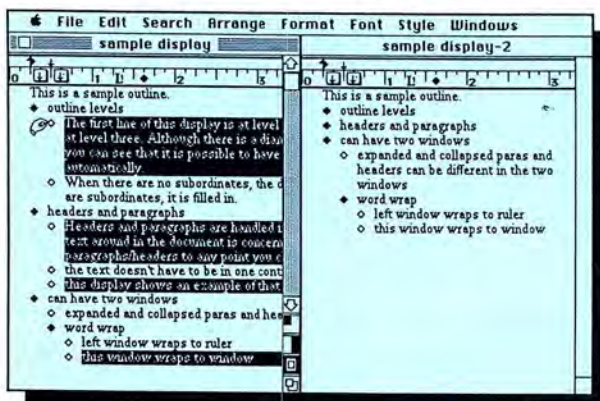 File Edit Search Arrange Format Font Style Windows
sample display
0 1 2 3
This is a sample outline.
outline levels
The first line of this display is at level
at level three. Although there is a dia
you can see that it is possible to have
automatically.
When there are no subordinates, the d
are subordinates, it is filled in.
headers and paragraphs
Headers and paragraphs are handled i
text around in the document is concern
paragraphs/headers to any point you c
the text doesn't have to be in one cont
this display shows an example of that
can have two windows
expanded and collapsed paras and hea
word wrap
left window wraps to ruler
this window wraps to window
sample display-2
0 1 2 3
This is a sample outline.
outline levels
headers and paragraphs
can have two windows
expanded and collapsed paras and
headers can be different in the two
windows
word wrap
left window wraps to ruler
this window wraps to window